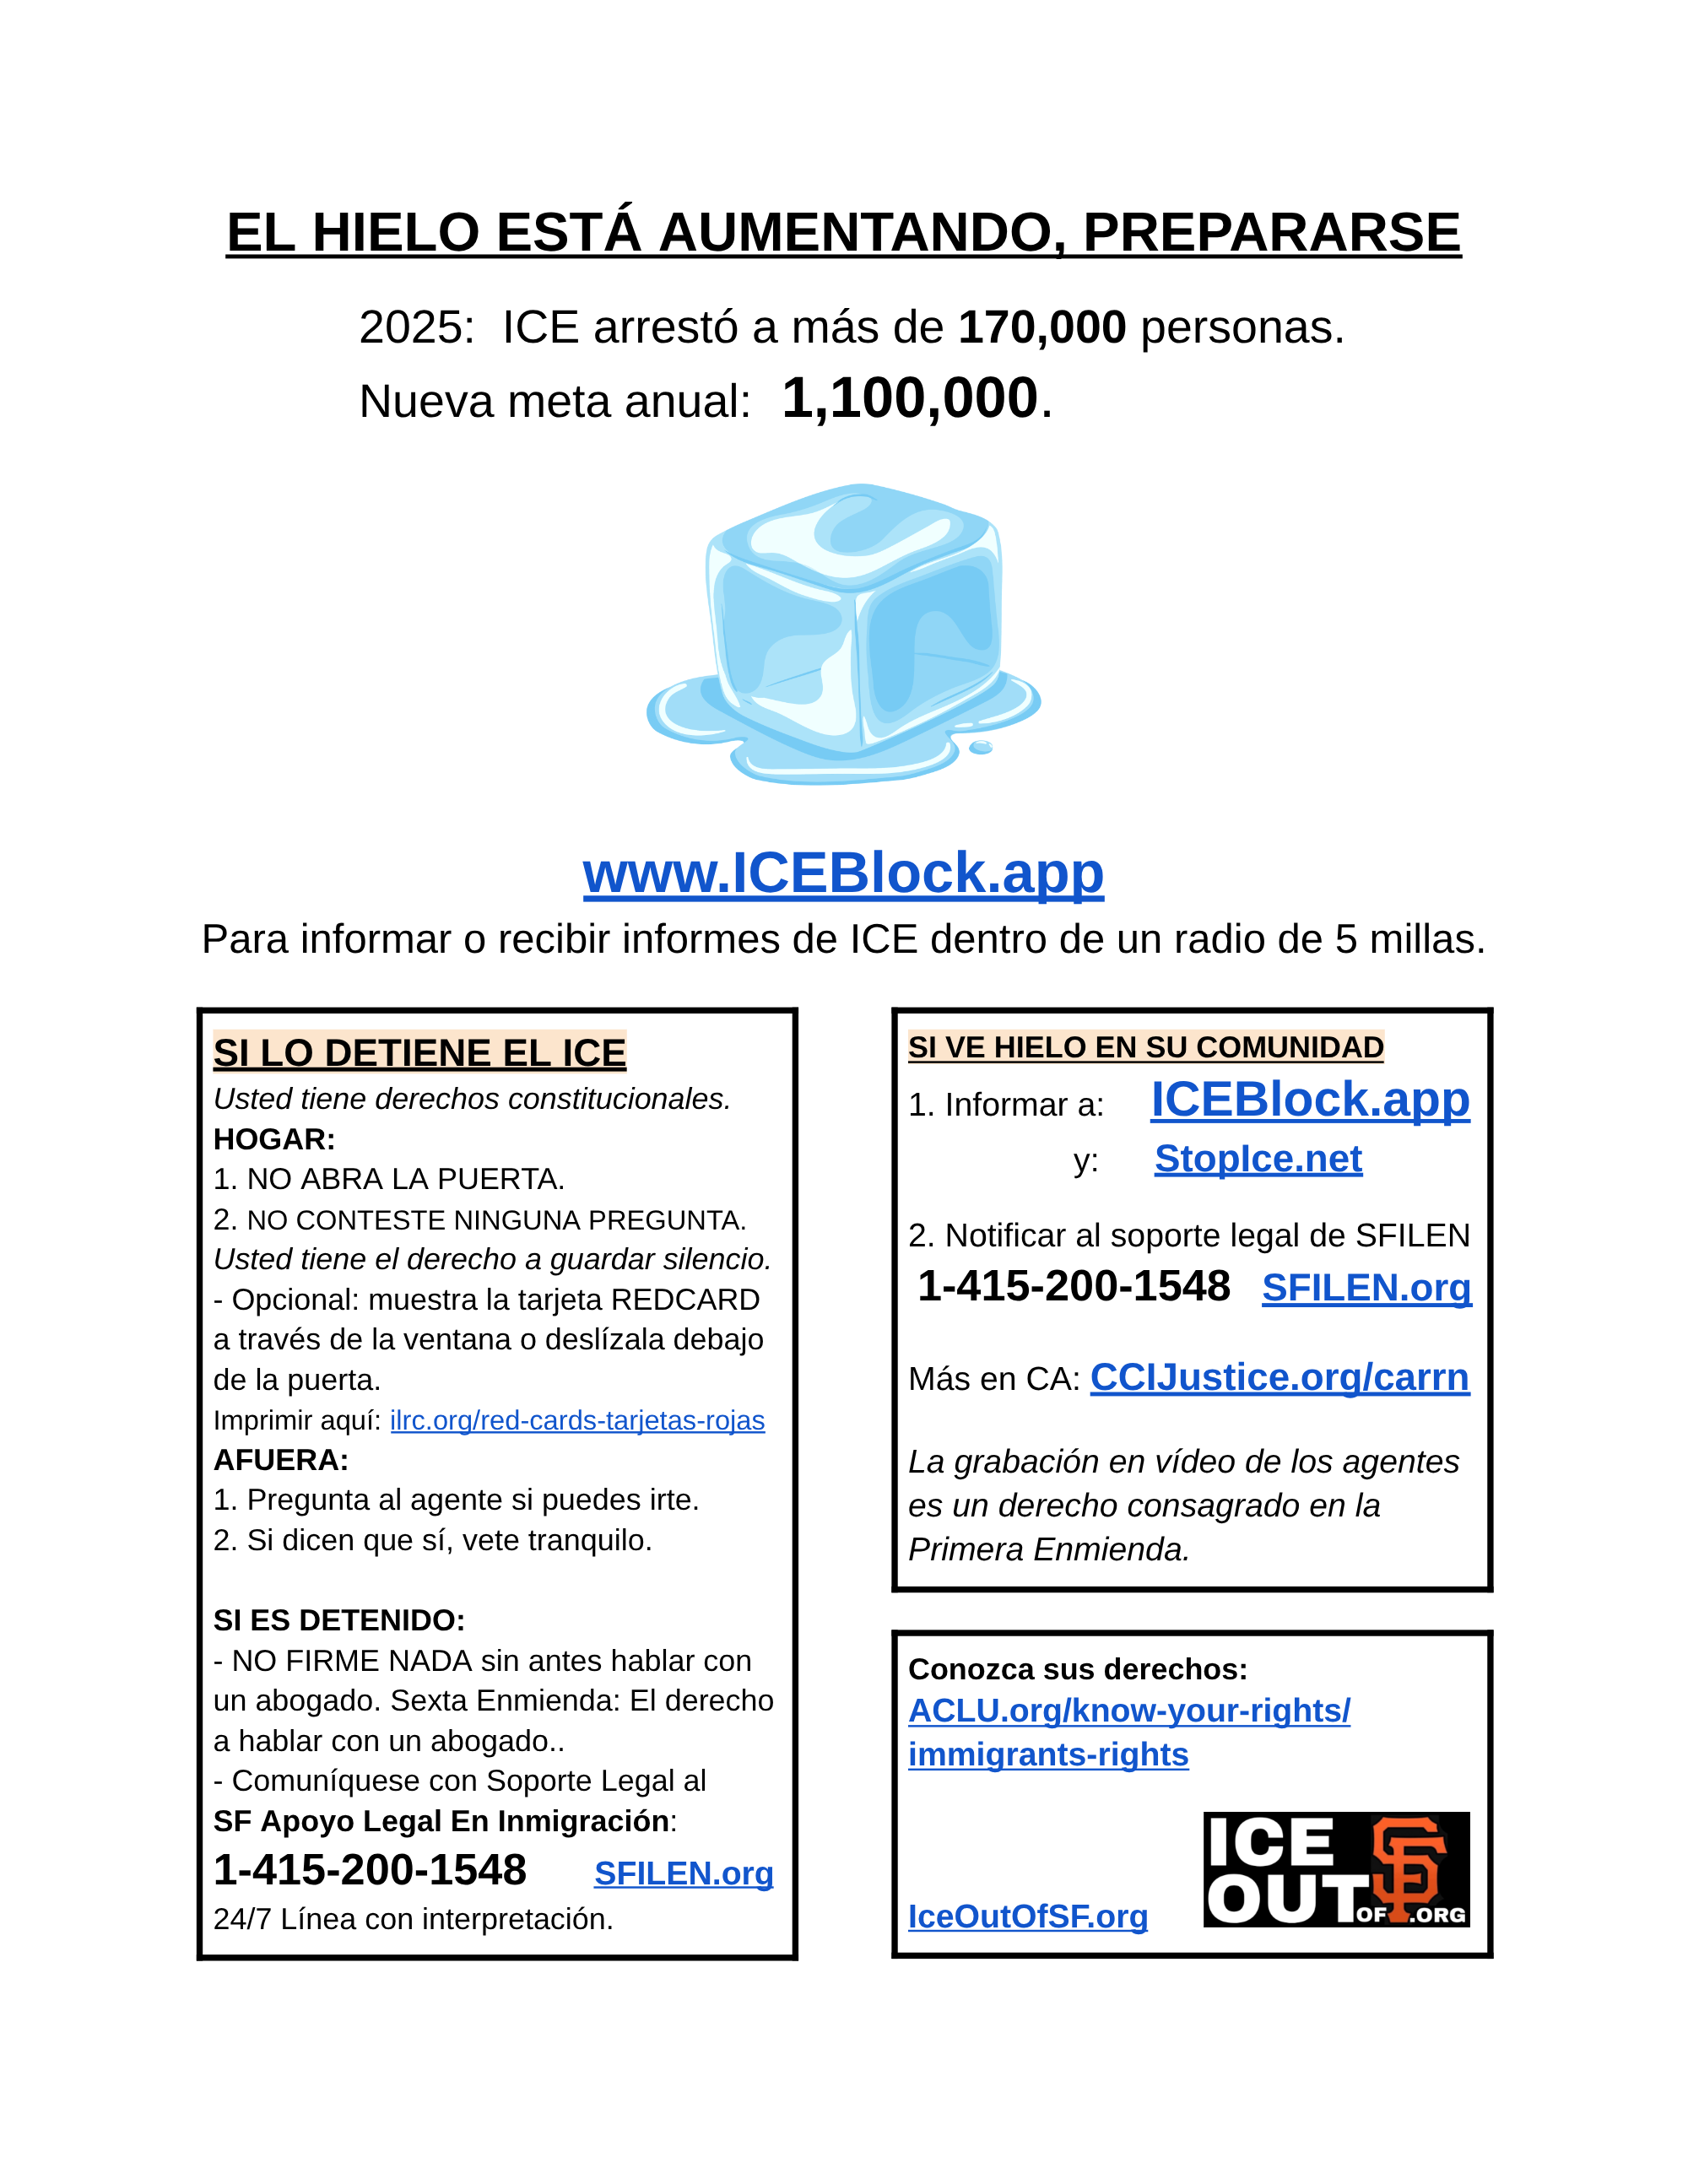 EL HIELO ESTÁ AUMENTANDO, PREPARARSE
2025:  ICE arrestó a más de 170,000 personas.
Nueva meta anual:  1,100,000.
www.ICEBlock.app
Para informar o recibir informes de ICE dentro de un radio de 5 millas.
SI LO DETIENE EL ICE
Usted tiene derechos constitucionales.
HOGAR:
1. NO ABRA LA PUERTA.
2. NO CONTESTE NINGUNA PREGUNTA.
Usted tiene el derecho a guardar silencio.
- Opcional: muestra la tarjeta REDCARD
a través de la ventana o deslízala debajo
de la puerta.
Imprimir aquí: ilrc.org/red-cards-tarjetas-rojas
AFUERA:
1. Pregunta al agente si puedes irte.
2. Si dicen que sí, vete tranquilo.
SI ES DETENIDO:
- NO FIRME NADA sin antes hablar con
un abogado. Sexta Enmienda: El derecho
a hablar con un abogado..
- Comuníquese con Soporte Legal al
SF Apoyo Legal En Inmigración:
1-415-200-1548 SFILEN.org
24/7 Línea con interpretación.
SI VE HIELO EN SU COMUNIDAD
1. Informar a: ICEBlock.app
y: StopIce.net
2. Notificar al soporte legal de SFILEN
1-415-200-1548 SFILEN.org
Más en CA: CCIJustice.org/carrn
La grabación en vídeo de los agentes
es un derecho consagrado en la
Primera Enmienda.
Conozca sus derechos:
ACLU.org/know-your-rights/
immigrants-rights
IceOutOfSF.org
ICE
OUT OF SF .ORG